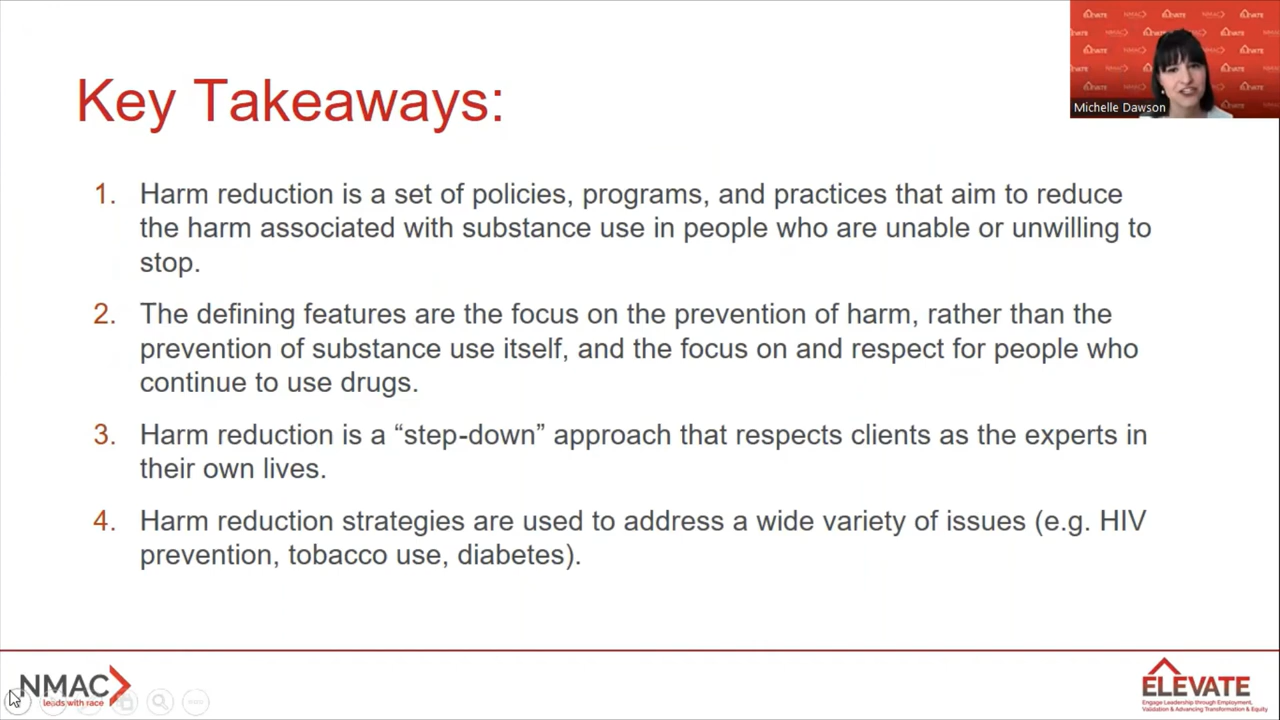 Key Takeaways:
Michelle Dawson
1. Harm reduction is a set of policies, programs, and practices that aim to reduce
the harm associated with substance use in people who are unable or unwilling to
stop.
2. The defining features are the focus on the prevention of harm, rather than the
prevention of substance use itself, and the focus on and respect for people who
continue to use drugs.
3. Harm reduction is a “step-down” approach that respects clients as the experts in
their own lives.
4. Harm reduction strategies are used to address a wide variety of issues (e.g. HIV
prevention, tobacco use, diabetes).
NMAC
leads with race
ELEVATE
Engage Leadership through Employment,
Validation & Advancing Transformation & Equity